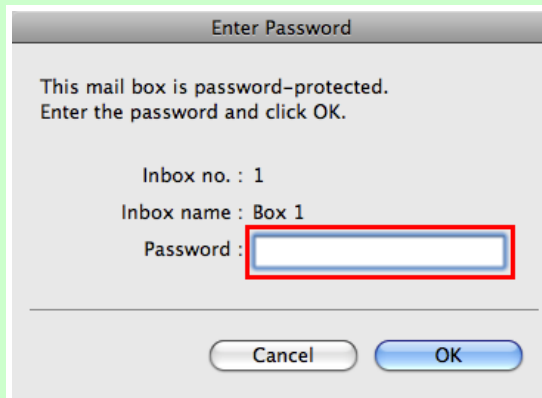 Enter Password
This mail box is password-protected.
Enter the password and click OK.
Inbox no. : 1
Inbox name : Box 1
Password :
Cancel OK